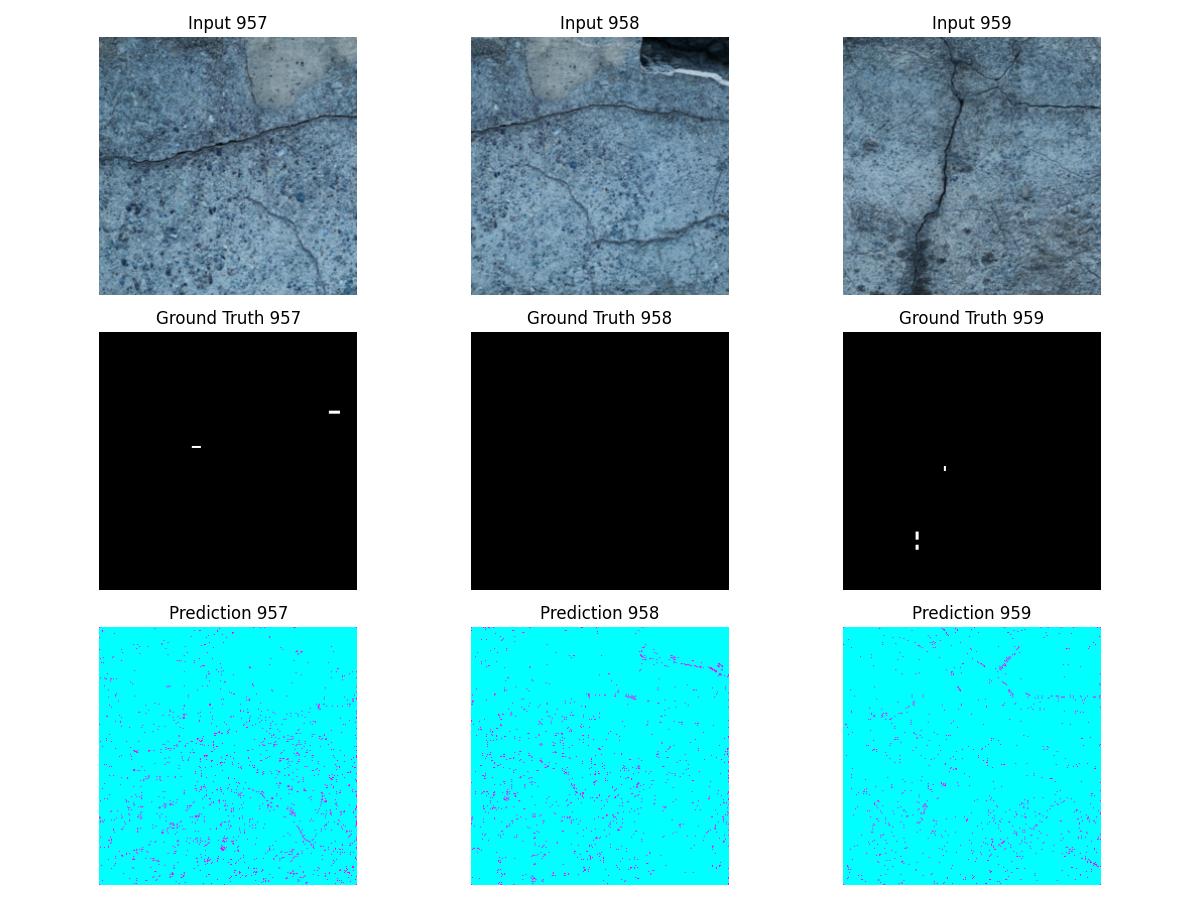 Input 957
Input 958
Input 959
Ground Truth 957
Ground Truth 958
Ground Truth 959
Prediction 957
Prediction 958
Prediction 959